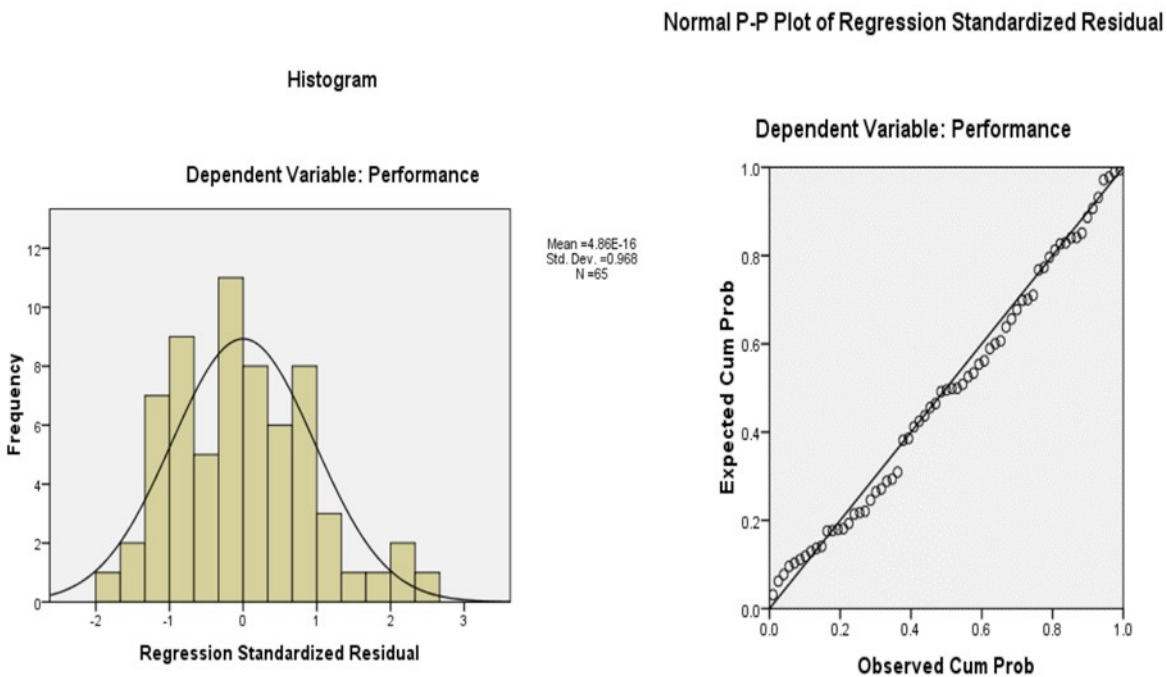 Histogram
Dependent Variable: Performance
12
10
8
6
4
2
0
Frequency
-2 -1 0 1 2 3
Regression Standardized Residual
Mean =4.86E-16
Std. Dev. =0.968
N =65
Normal P-P Plot of Regression Standardized Residual
Dependent Variable: Performance
1.0
0.8
0.6
0.4
0.2
0.0
Expected Cum Prob
0.0 0.2 0.4 0.6 0.8 1.0
Observed Cum Prob